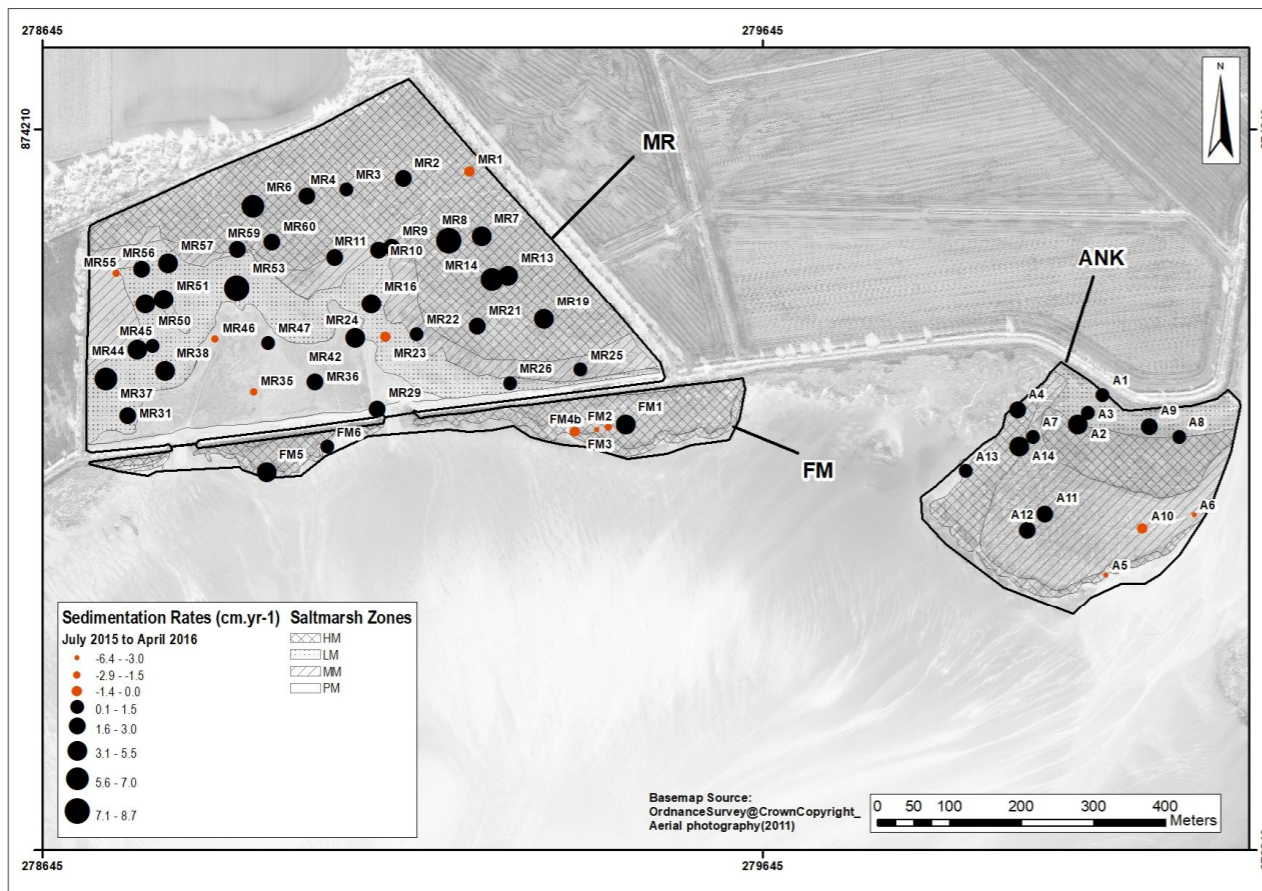 278645
279645
874210
N
MR
MR1
MR2
MR3
MR4
MR6
MR59
MR60
MR9
MR8
MR7
MR11
MR10
MR57
MR56
MR55
MR53
MR14
MR13
MR51
MR50
MR16
MR19
MR21
MR22
MR24
MR23
MR46
MR47
MR45
MR44
MR38
MR42
MR36
MR35
MR37
MR31
MR29
MR26
MR25
FM6
FM5
FM4b
FM2
FM1
FM3
FM
ANK
A1
A4
A3
A9
A7
A2
A8
A14
A13
A11
A12
A10
A6
A5
Sedimentation Rates (cm.yr-1)
July 2015 to April 2016
-6.4 - -3.0
-2.9 - -1.5
-1.4 - 0.0
0.1 - 1.5
1.6 - 3.0
3.1 - 5.5
5.6 - 7.0
7.1 - 8.7
Saltmarsh Zones
HM
LM
MM
PM
Basemap Source:
OrdnanceSurvey@CrownCopyright_
Aerial photography(2011)
0 50 100 200 300 400
Meters
278645
279645